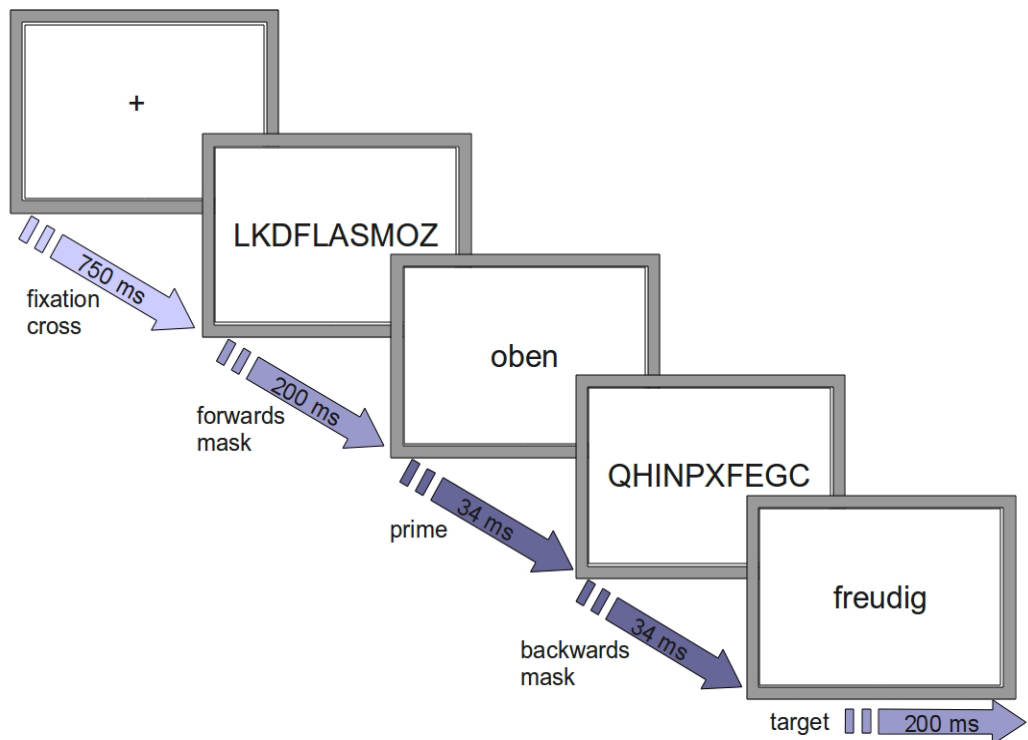 +
750 ms
fixation
cross
LKDFLASMOZ
200 ms
forwards
mask
oben
34 ms
prime
QHINPXFEGC
34 ms
backwards
mask
freudig
target
200 ms